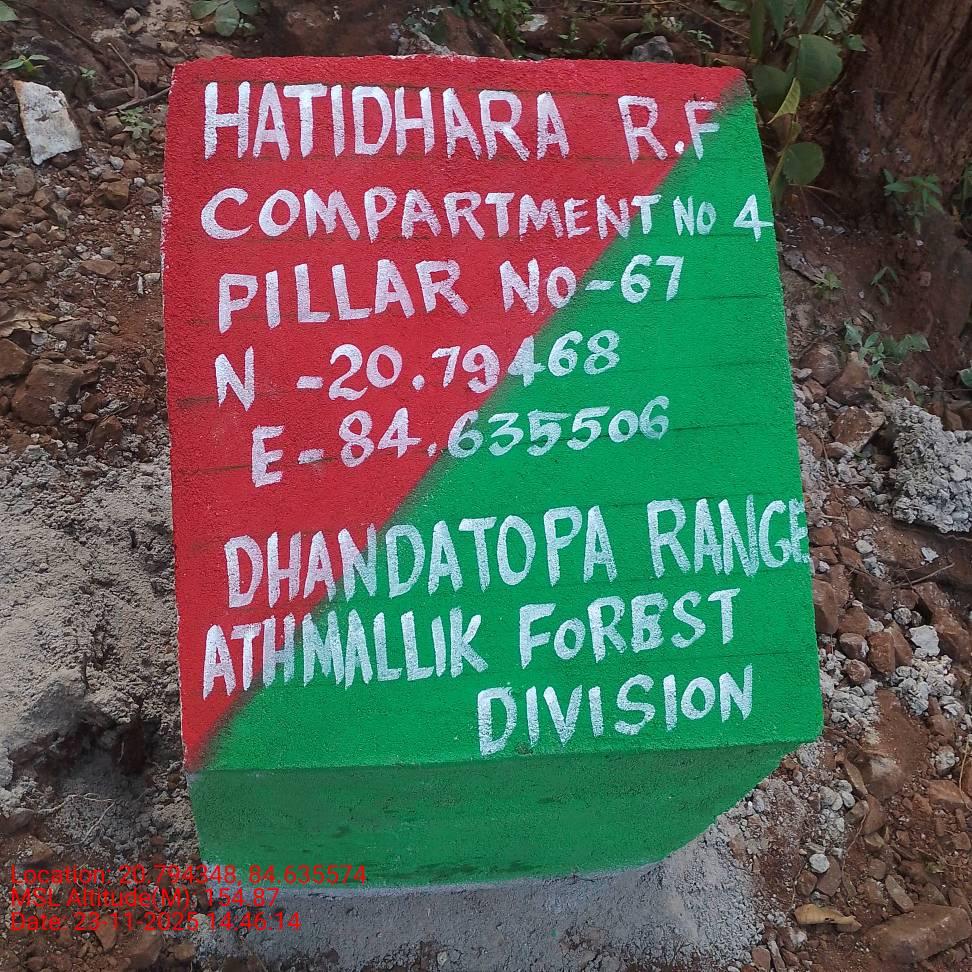 HATIDHARA R.F
COMPARTMENT No 4
PILLAR No-67
N -20.79468
E-84.635506
DHANDATOPA RANGE
ATHMALLIK FOREST
DIVISION
Location: 20.794348, 84.635574
MSL Altitude(M): 154.87
Date: 23-11-2025 14:46:14